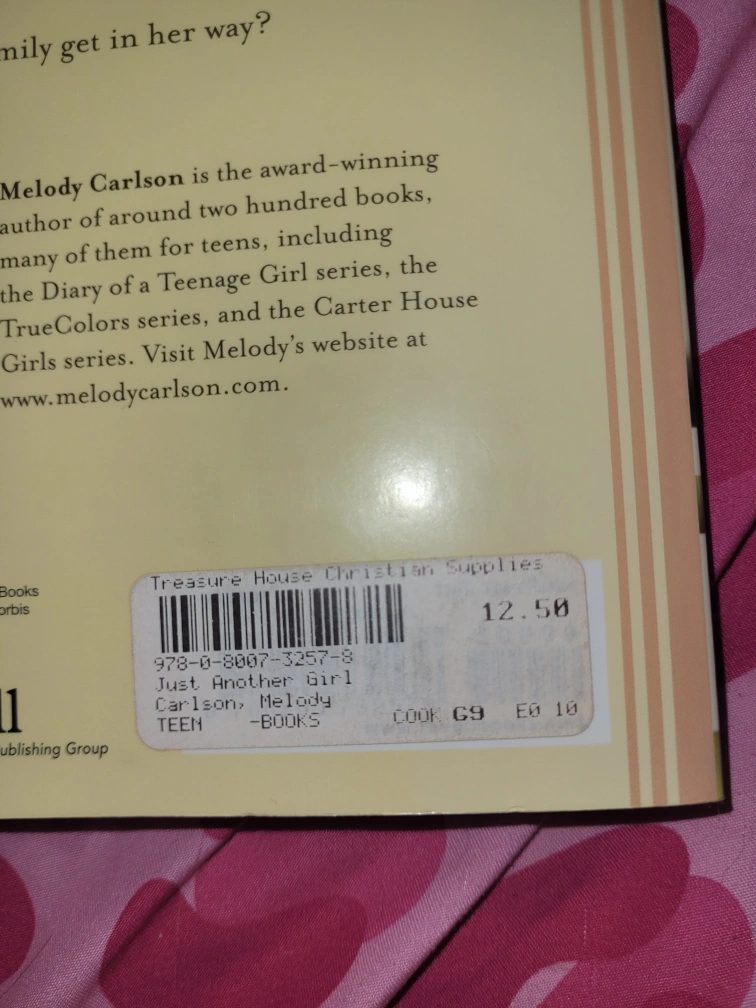 mily get in her way?
Melody Carlson is the award-winning
author of around two hundred books,
many of them for teens, including
the Diary of a Teenage Girl series, the
TrueColors series, and the Carter House
Girls series. Visit Melody's website at
www.melodycarlson.com.
Books
orbis
ll
ublishing Group
Treasure House Christian Supplies
12.50
978-0-8007-3257-8
Just Another Girl
Carlson, Melody
TEEN -BOOKS COOK G9 E0 10